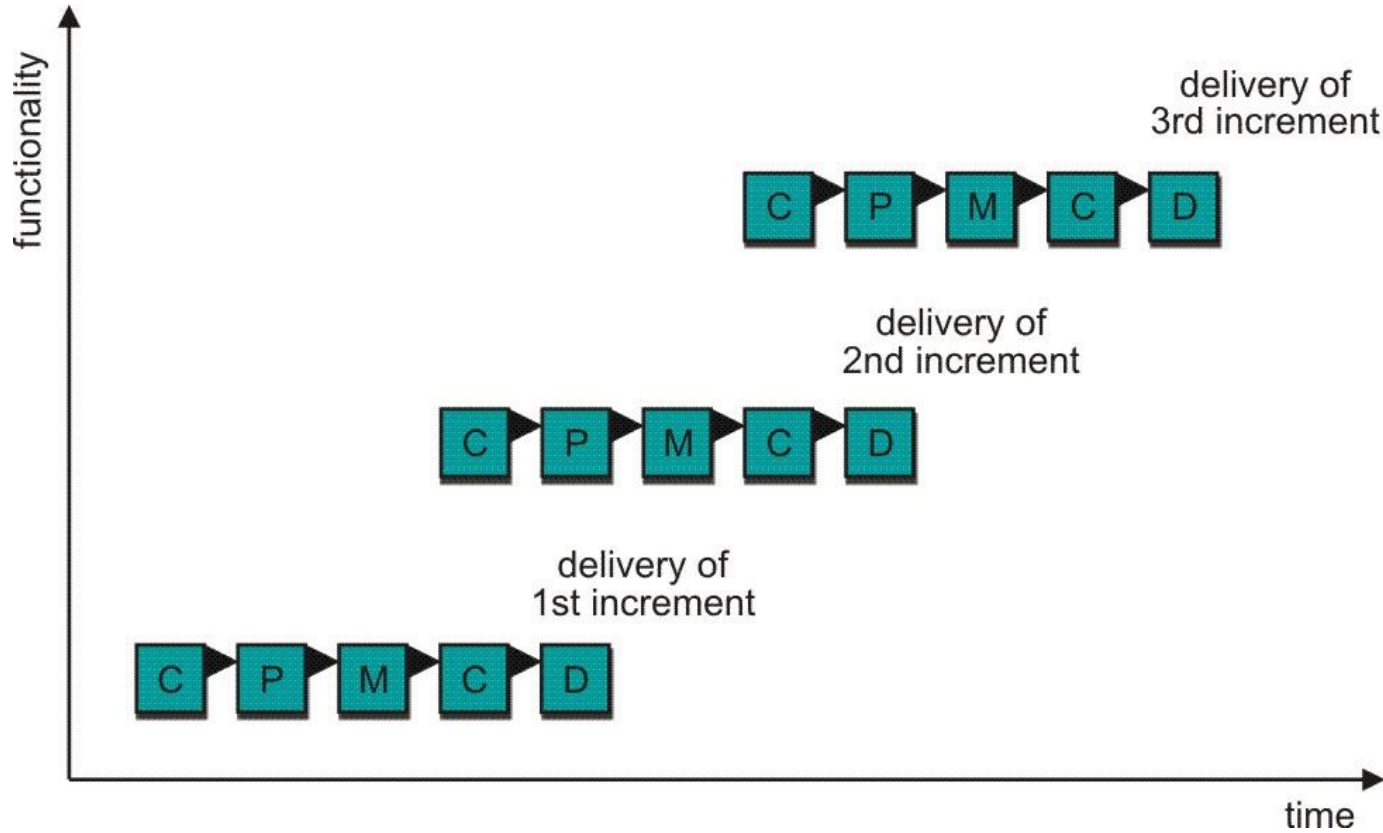 functionality
delivery of
3rd increment
C P M C D
delivery of
2nd increment
C P M C D
delivery of
1st increment
C P M C D
time